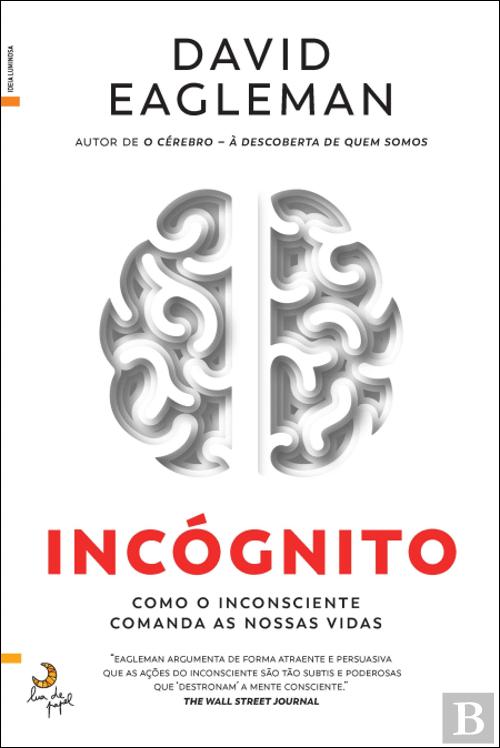 IDEIA LUMINOSA
DAVID
EAGLEMAN
AUTOR DE O CÉREBRO – À DESCOBERTA DE QUEM SOMOS
INCÓGNITO
COMO O INCONSCIENTE
COMANDA AS NOSSAS VIDAS
“EAGLEMAN ARGUMENTA DE FORMA ATRAENTE E PERSUASIVA
QUE AS AÇÕES DO INCONSCIENTE SÃO TÃO SUBTIS E PODEROSAS
QUE ‘DESTRONAM’ A MENTE CONSCIENTE.”
THE WALL STREET JOURNAL
lua de
papel
B